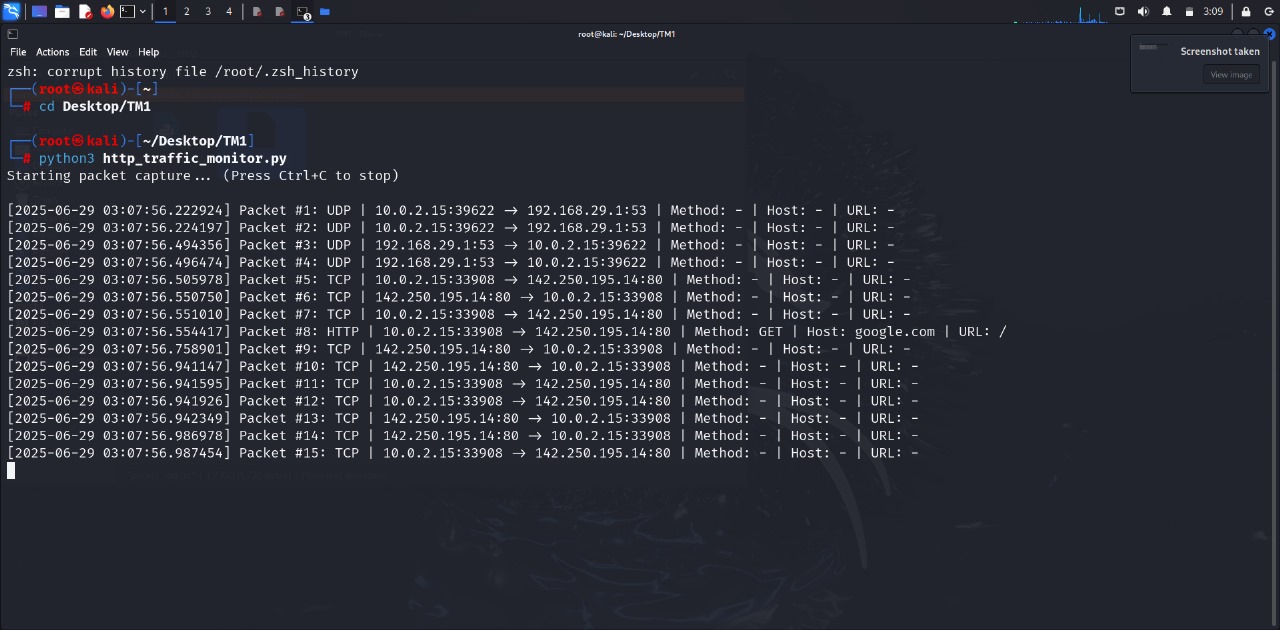 1 2 3 4 3 3:09
root@kali: ~/Desktop/TM1
File Actions Edit View Help
Screenshot taken
View image
zsh: corrupt history file /root/.zsh_history
┌──(root㉿kali)-[~]
└─# cd Desktop/TM1
┌──(root㉿kali)-[~/Desktop/TM1]
└─# python3 http_traffic_monitor.py
Starting packet capture... (Press Ctrl+C to stop)
[2025-06-29 03:07:56.222924] Packet #1: UDP | 10.0.2.15:39622 → 192.168.29.1:53 | Method: - | Host: - | URL: -
[2025-06-29 03:07:56.224197] Packet #2: UDP | 10.0.2.15:39622 → 192.168.29.1:53 | Method: - | Host: - | URL: -
[2025-06-29 03:07:56.494356] Packet #3: UDP | 192.168.29.1:53 → 10.0.2.15:39622 | Method: - | Host: - | URL: -
[2025-06-29 03:07:56.496474] Packet #4: UDP | 192.168.29.1:53 → 10.0.2.15:39622 | Method: - | Host: - | URL: -
[2025-06-29 03:07:56.505978] Packet #5: TCP | 10.0.2.15:33908 → 142.250.195.14:80 | Method: - | Host: - | URL: -
[2025-06-29 03:07:56.550750] Packet #6: TCP | 142.250.195.14:80 → 10.0.2.15:33908 | Method: - | Host: - | URL: -
[2025-06-29 03:07:56.551010] Packet #7: TCP | 10.0.2.15:33908 → 142.250.195.14:80 | Method: - | Host: - | URL: -
[2025-06-29 03:07:56.554417] Packet #8: HTTP | 10.0.2.15:33908 → 142.250.195.14:80 | Method: GET | Host: google.com | URL: /
[2025-06-29 03:07:56.758901] Packet #9: TCP | 142.250.195.14:80 → 10.0.2.15:33908 | Method: - | Host: - | URL: -
[2025-06-29 03:07:56.941147] Packet #10: TCP | 142.250.195.14:80 → 10.0.2.15:33908 | Method: - | Host: - | URL: -
[2025-06-29 03:07:56.941595] Packet #11: TCP | 10.0.2.15:33908 → 142.250.195.14:80 | Method: - | Host: - | URL: -
[2025-06-29 03:07:56.941926] Packet #12: TCP | 10.0.2.15:33908 → 142.250.195.14:80 | Method: - | Host: - | URL: -
[2025-06-29 03:07:56.942349] Packet #13: TCP | 142.250.195.14:80 → 10.0.2.15:33908 | Method: - | Host: - | URL: -
[2025-06-29 03:07:56.986978] Packet #14: TCP | 142.250.195.14:80 → 10.0.2.15:33908 | Method: - | Host: - | URL: -
[2025-06-29 03:07:56.987454] Packet #15: TCP | 10.0.2.15:33908 → 142.250.195.14:80 | Method: - | Host: - | URL: -